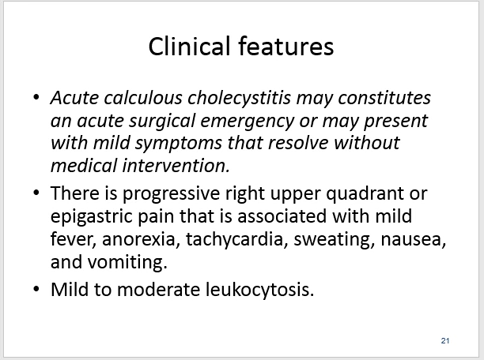 Clinical features
• Acute calculous cholecystitis may constitutes
an acute surgical emergency or may present
with mild symptoms that resolve without
medical intervention.
• There is progressive right upper quadrant or
epigastric pain that is associated with mild
fever, anorexia, tachycardia, sweating, nausea,
and vomiting.
• Mild to moderate leukocytosis.
21